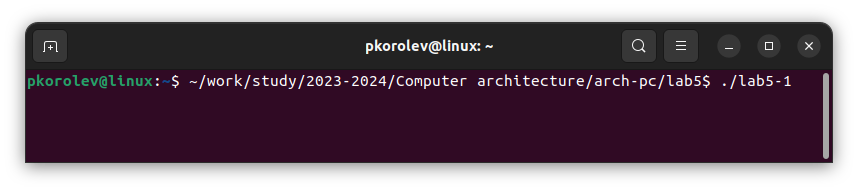 pkorolev@linux: ~
pkorolev@linux:~$ ~/work/study/2023-2024/Computer architecture/arch-pc/lab5$ ./lab5-1